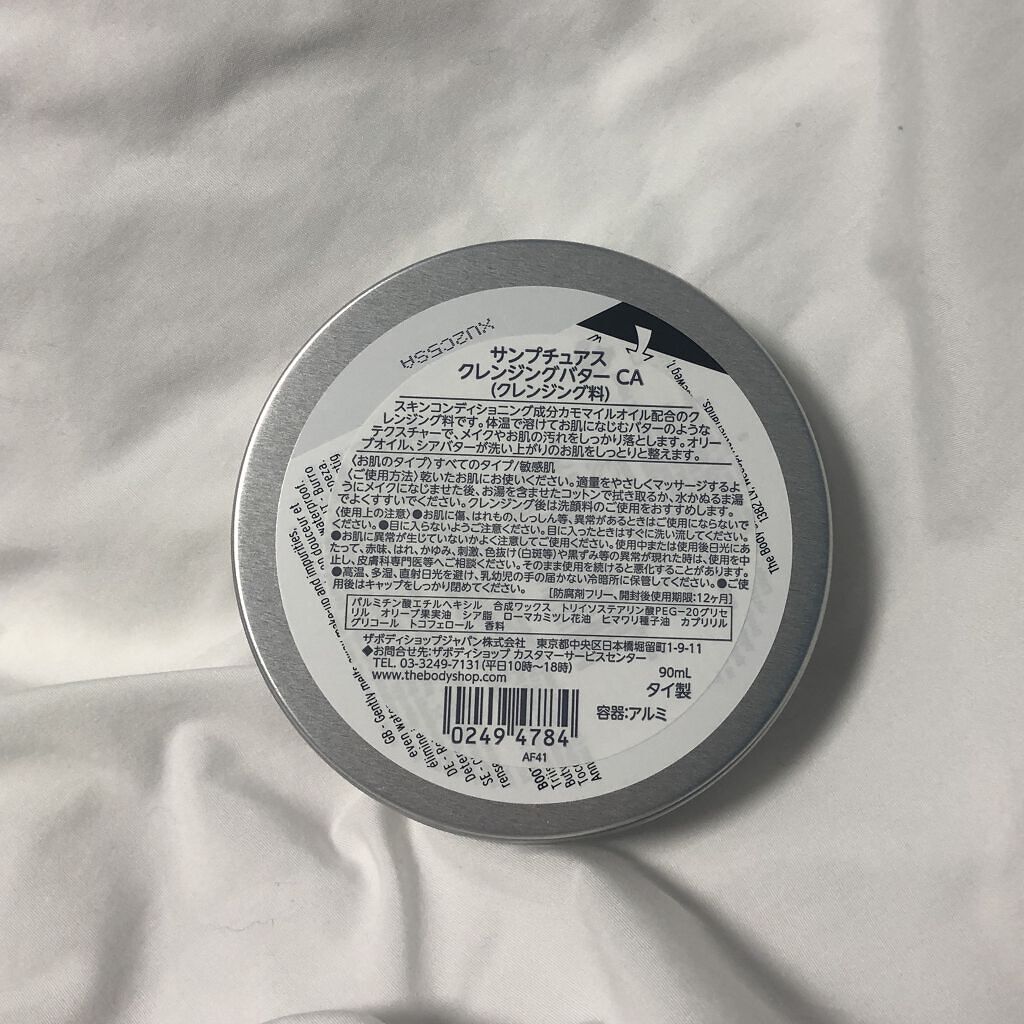 XU2C55A
サンプチュアス
クレンジングバター CA
(クレンジング料)
スキンコンディショニング成分カモマイルオイル配合のク
レンジング料です。体温で溶けてお肌になじむバターのような
テクスチャーで、メイクやお肌の汚れをしっかり落とします。オリー
ブオイル、シアバターが洗い上がりのお肌をしっとりと整えます。
〈お肌のタイプ〉すべてのタイプ/敏感肌
〈ご使用方法〉乾いたお肌にお使いください。適量をやさしくマッサージするよ
うにメイクになじませた後、お湯を含ませたコットンで拭き取るか、水かぬるま湯
でよくすすいでください。クレンジング後は洗顔料のご使用をおすすめします。
〈使用上の注意〉●お肌に傷、はれもの、しっしん等、異常があるときはご使用にならないで
ください。●目に入らないようご注意ください。目に入ったときはすぐに洗い流してください。
●お肌に異常が生じていないかよく注意してご使用ください。使用中または使用後日光にあ
たって、赤味、はれ、かゆみ、刺激、色抜け(白斑等)や黒ずみ等の異常が現れた時は、使用を中
止し、皮膚科専門医等へご相談ください。そのまま使用を続けると悪化することがあります。
●高温、多湿、直射日光を避け、乳幼児の手の届かない冷暗所に保管してください。●ご使
用後はキャップをしっかり閉めてください。 [防腐剤フリー、開封後使用期限:12ヶ月]
パルミチン酸エチルヘキシル 合成ワックス トリイソステアリン酸PEG-20グリセ
リル オリーブ果実油 シア脂 ローマカミツレ花油 ヒマワリ種子油 カプリリル
グリコール トコフェロール 香料
ザボディショップジャパン株式会社 東京都中央区日本橋堀留町1-9-11
◆お問合せ先:ザボディショップ カスタマーサービスセンター
TEL. 03-3249-7131(平日10時〜18時)
www.thebodyshop.com
90mL
タイ製
容器:アルミ
0249 4784
AF41
The Body
1382 LV,
GB - Gently
make-up and impurities,
even
waterproof.
en douceur et
DE -
SE -